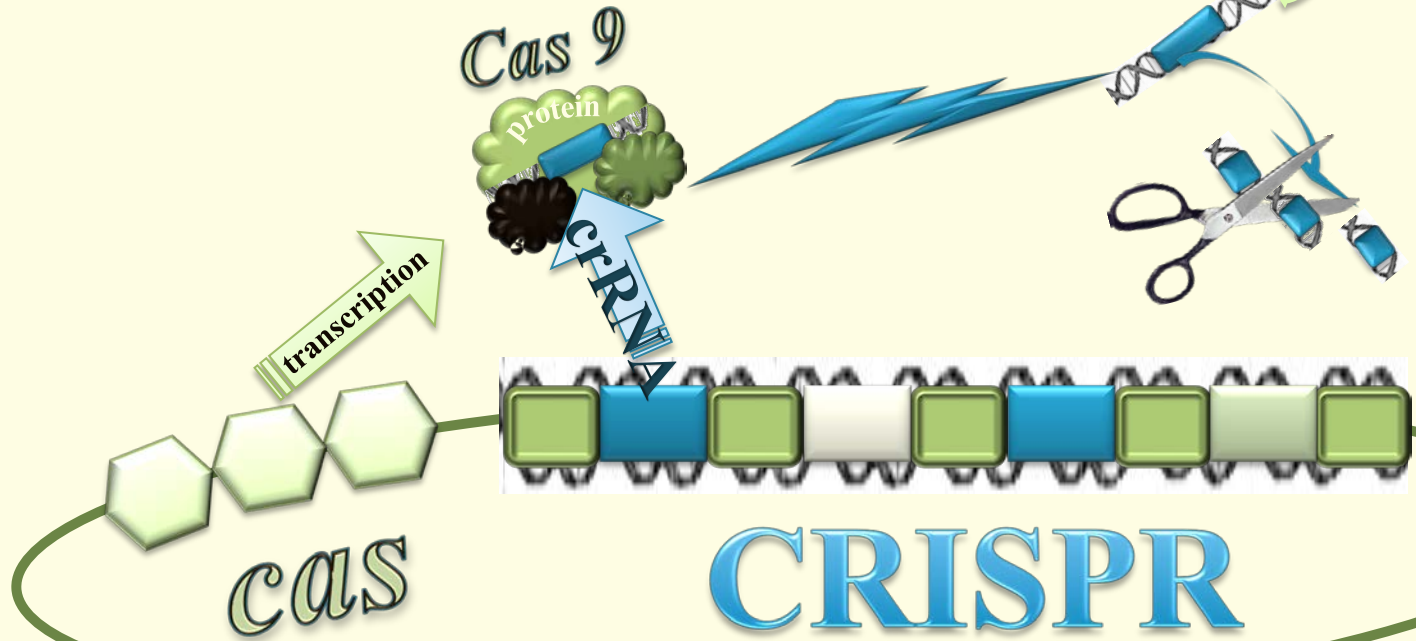 Cas 9
protein
crRNA
transcription
cas
CRISPR